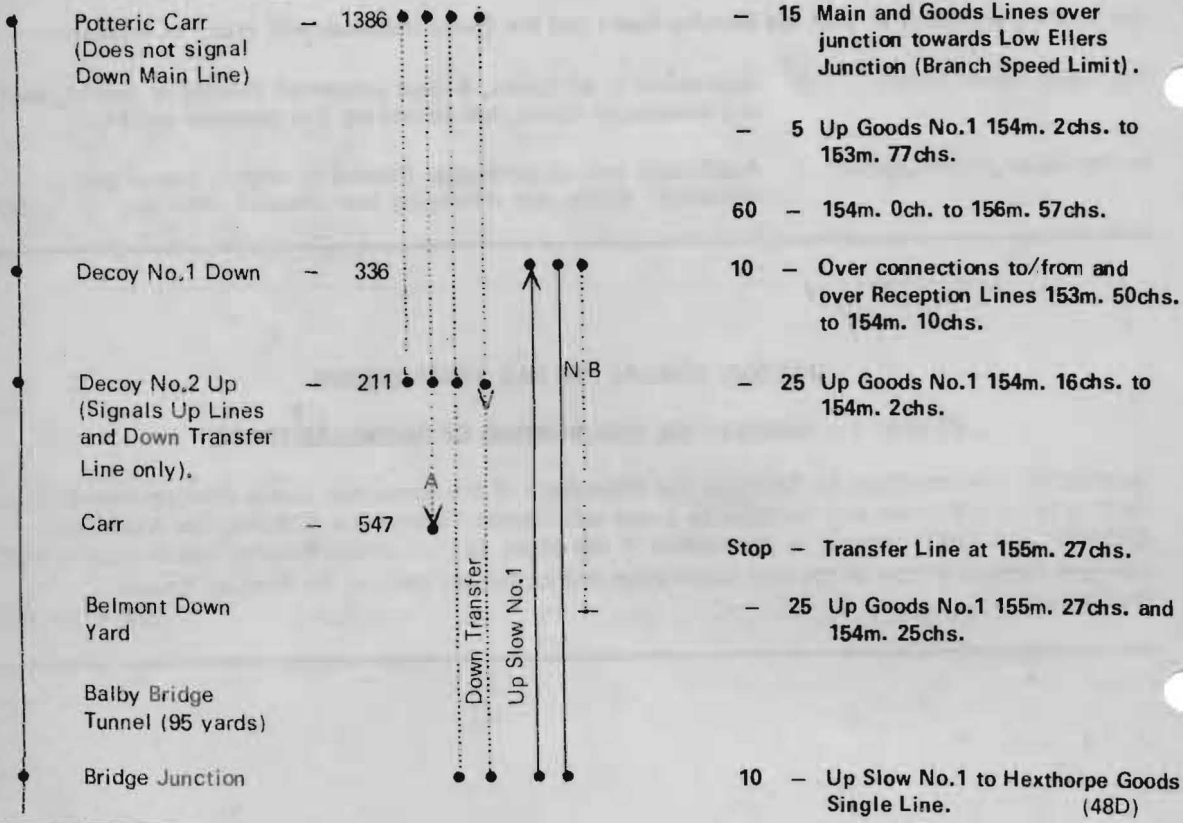 Potteric Carr – 1386
(Does not signal
Down Main Line)
– 15 Main and Goods Lines over
junction towards Low Ellers
Junction (Branch Speed Limit).
– 5 Up Goods No.1 154m. 2chs. to
153m. 77chs.
60 – 154m. 0ch. to 156m. 57chs.
Decoy No.1 Down – 336
10 – Over connections to/from and
over Reception Lines 153m. 50chs.
to 154m. 10chs.
N-B
Decoy No.2 Up – 211
(Signals Up Lines
and Down Transfer
Line only).
– 25 Up Goods No.1 154m. 16chs. to
154m. 2chs.
A
Carr – 547
Stop – Transfer Line at 155m. 27chs.
Down Transfer
Up Slow No.1
Belmont Down
Yard
– 25 Up Goods No.1 155m. 27chs. and
154m. 25chs.
Balby Bridge
Tunnel (95 yards)
Bridge Junction
10 – Up Slow No.1 to Hexthorpe Goods
Single Line. (48D)